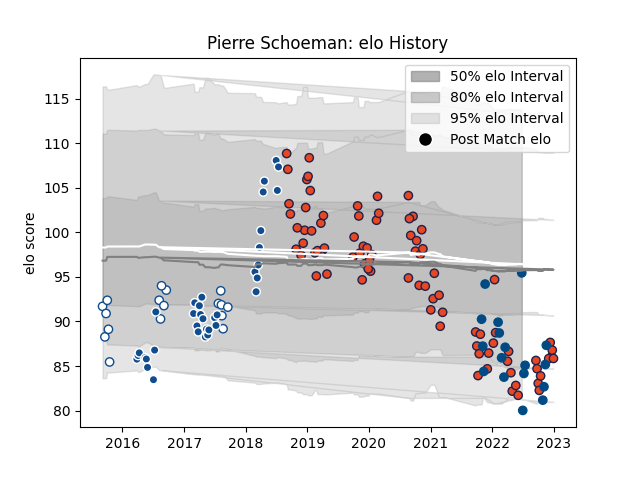 Pierre Schoeman: elo History
50% elo Interval
80% elo Interval
95% elo Interval
Post Match elo
elo score
115
110
105
100
95
90
85
80
2016
2017
2018
2019
2020
2021
2022
2023